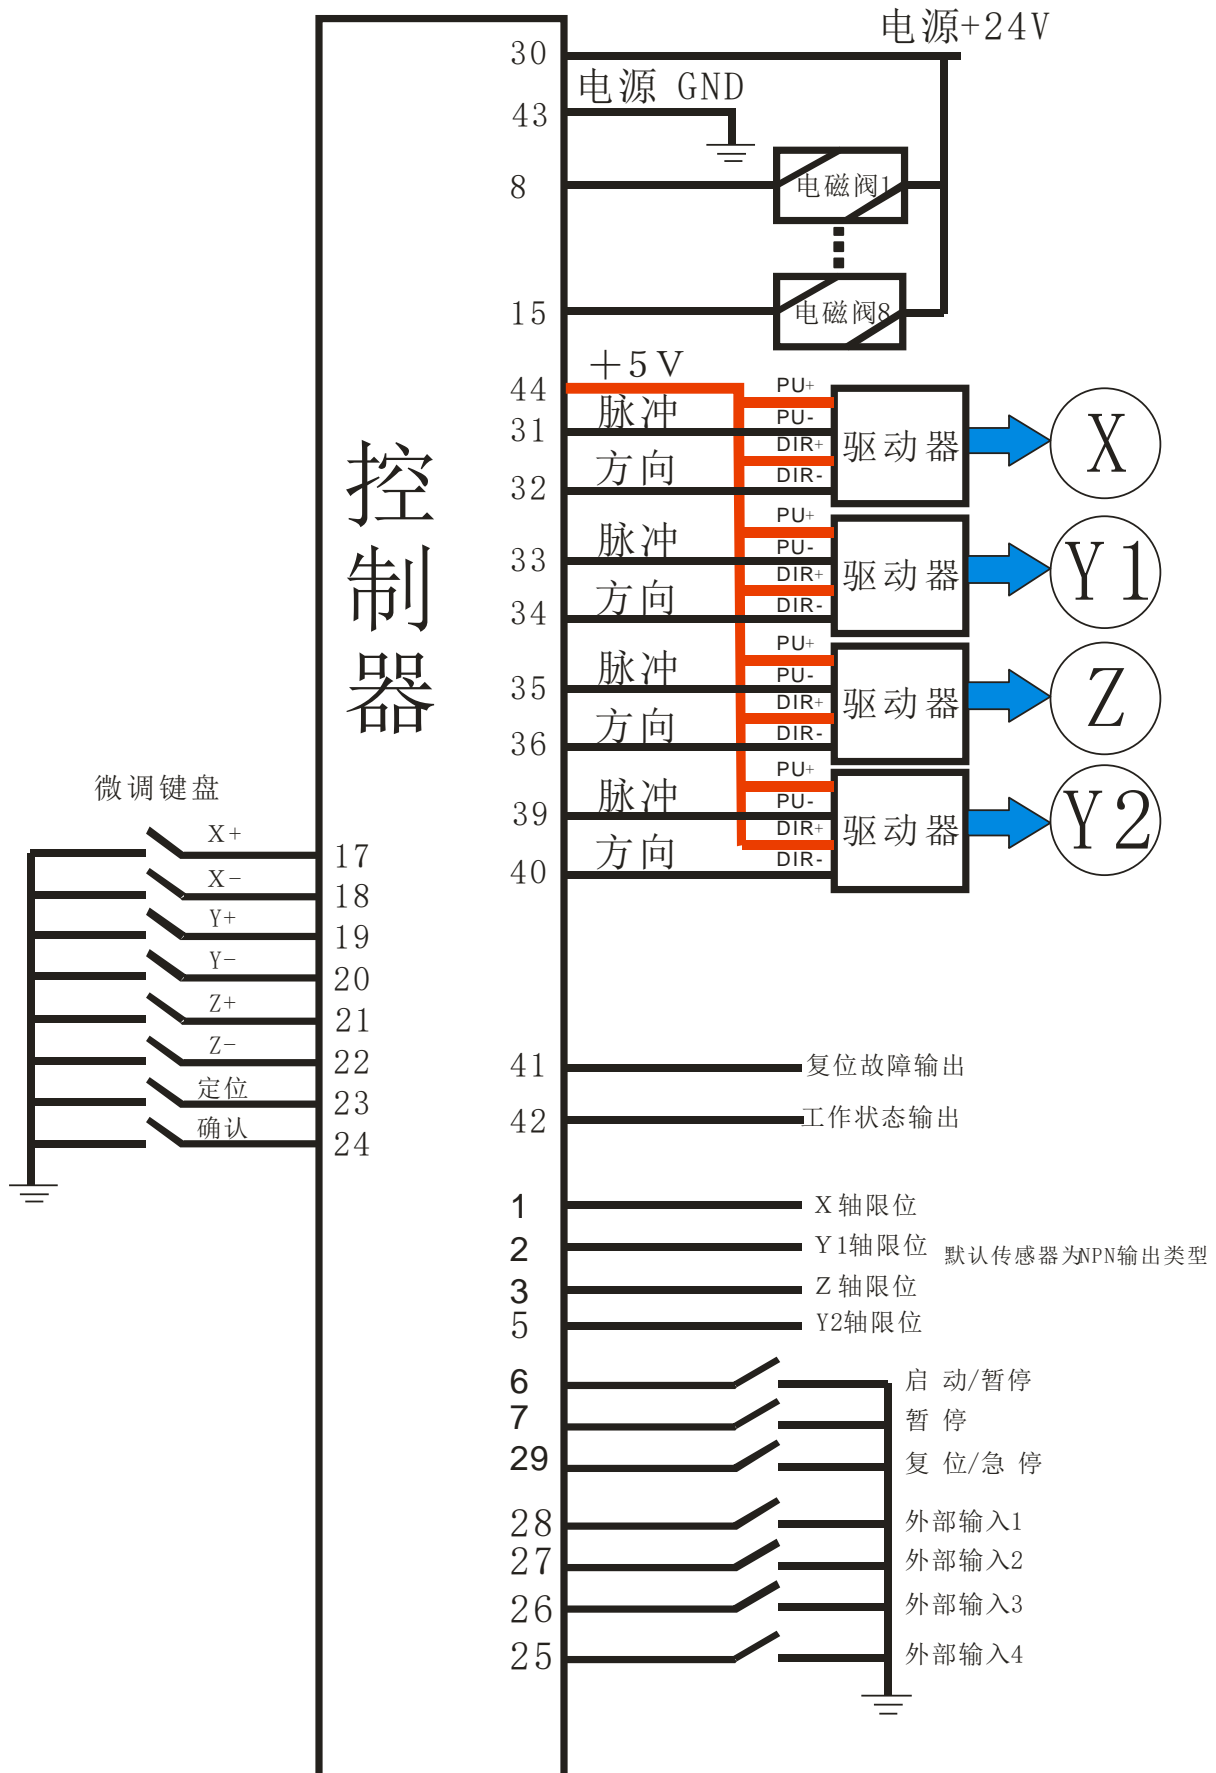 电源+24V
30
电源 GND
43
8
电磁阀1
15
电磁阀8
+5V
44
PU+
脉冲
31
PU-
DIR+
方向
32
DIR-
驱动器
X
PU+
脉冲
33
PU-
DIR+
方向
34
DIR-
驱动器
Y1
PU+
脉冲
35
PU-
DIR+
方向
36
DIR-
驱动器
Z
PU+
脉冲
39
PU-
DIR+
方向
40
DIR-
驱动器
Y2
控制器
微调键盘
X+
17
X-
18
Y+
19
Y-
20
Z+
21
Z-
22
定位
23
确认
24
41
复位故障输出
42
工作状态输出
1
X轴限位
2
Y1轴限位
默认传感器为NPN输出类型
3
Z轴限位
5
Y2轴限位
6
启 动/暂停
7
暂 停
29
复 位/急 停
28
外部输入1
27
外部输入2
26
外部输入3
25
外部输入4